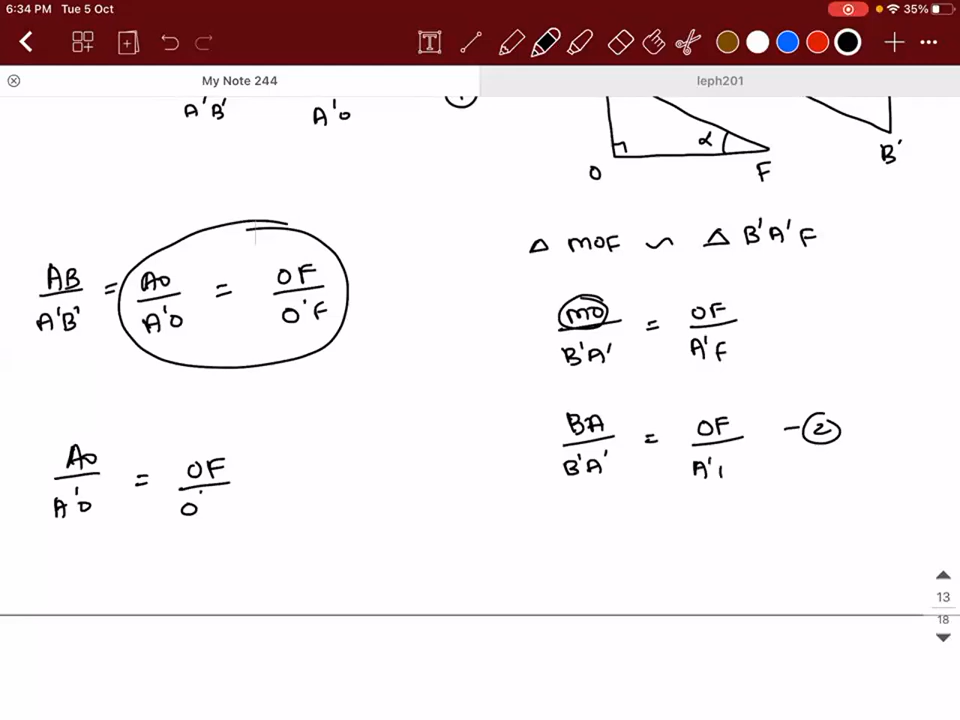 6:34 PM Tue 5 Oct
35%
My Note 244
leph201
A'B'
A'O
1
O
α
F
B'
Δ MOF ∽ Δ B'A'F
AB/A'B' = AO/A'O = OF/O'F
MO/B'A' = OF/A'F
BA/B'A' = OF/A' - 2
AO/A'O = OF/O'
13
18